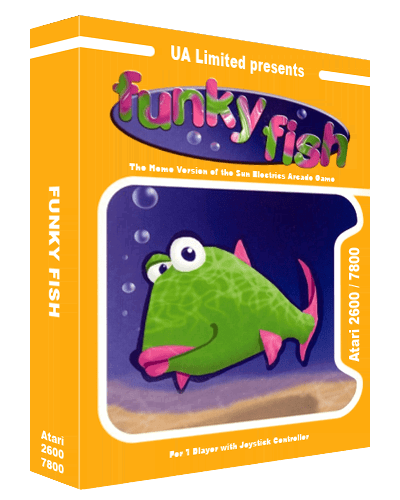 UA Limited presents
funky fish
The Home Version of the Sun Electrics Arcade Game
Atari 2600 / 7800
For 1 Player with Joystick Controller
FUNKY FISH
Atari
2600
7800